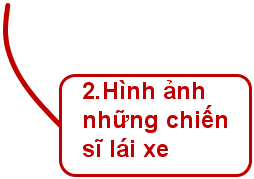 2.Hình ảnh
những chiến
sĩ lái xe